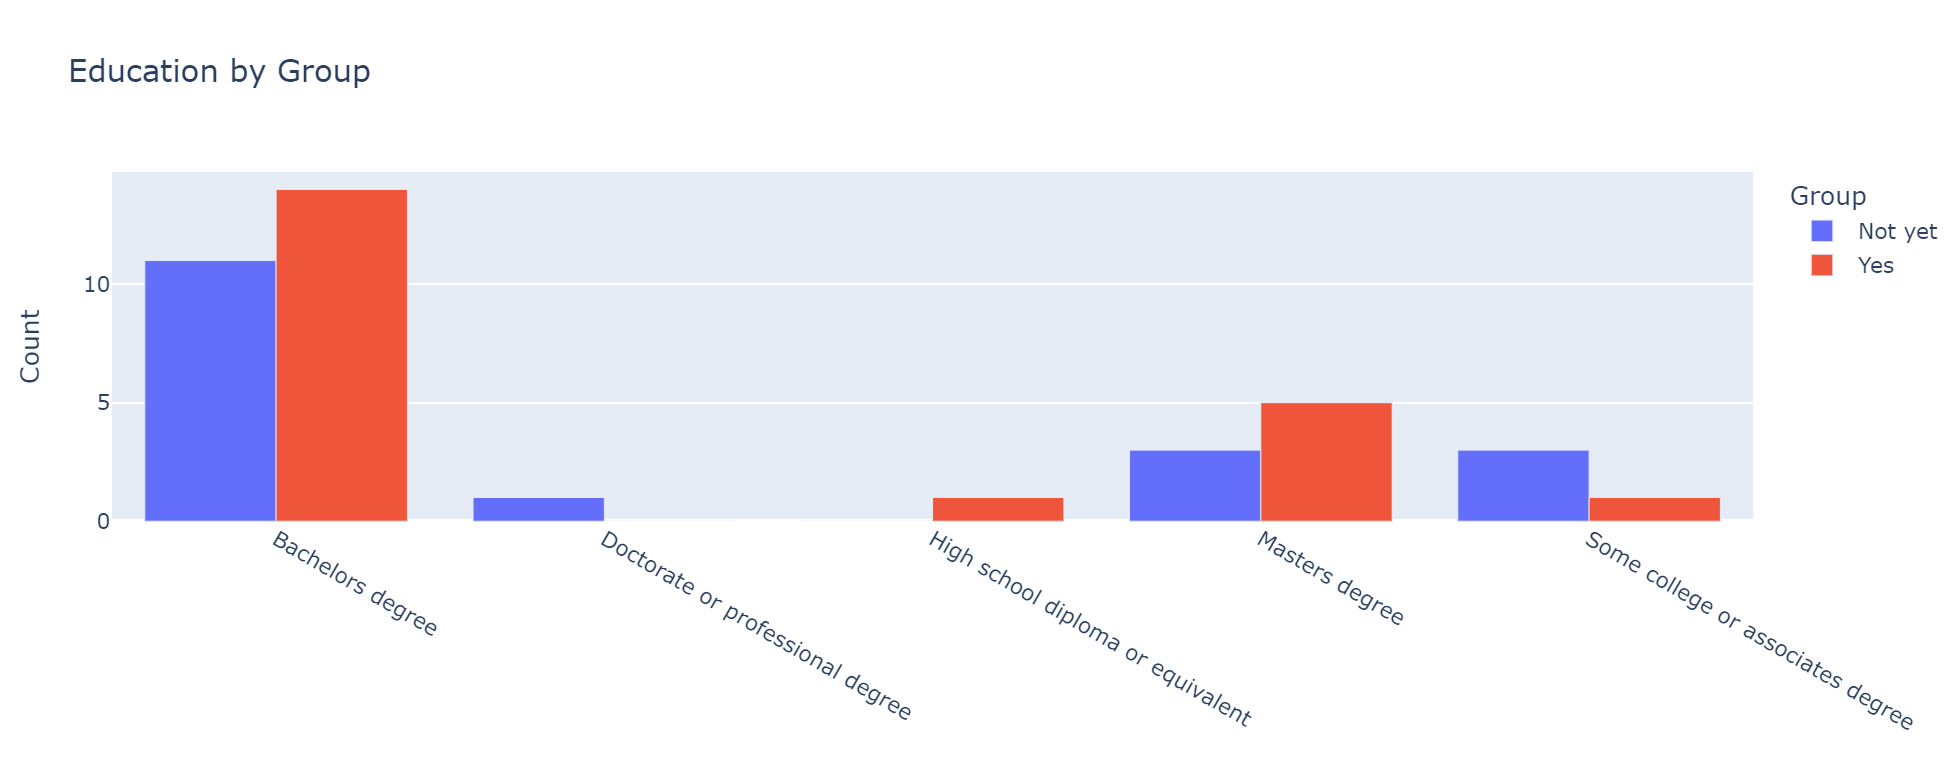 Education by Group
Group
Not yet
Yes
10
5
0
Count
Bachelors degree
Doctorate or professional degree
High school diploma or equivalent
Masters degree
Some college or associates degree